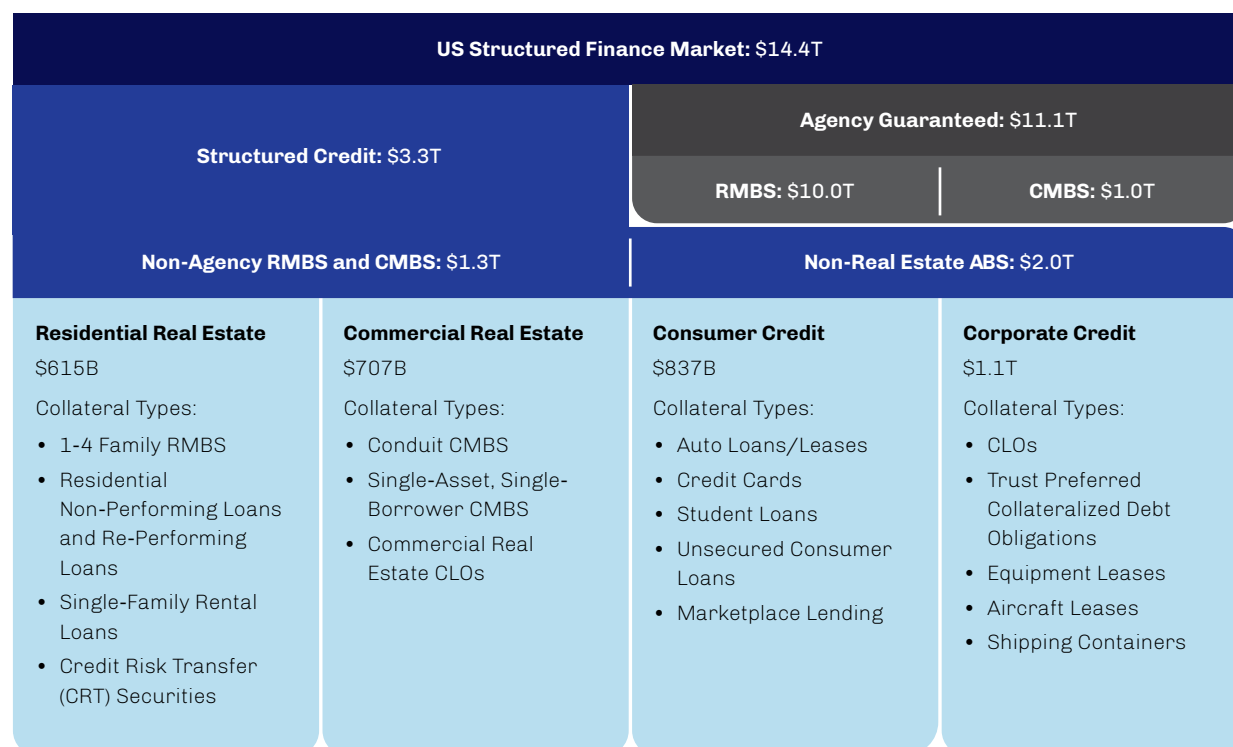 US Structured Finance Market: $14.4T
Structured Credit: $3.3T
Agency Guaranteed: $11.1T
RMBS: $10.0T
CMBS: $1.0T
Non-Agency RMBS and CMBS: $1.3T
Non-Real Estate ABS: $2.0T
Residential Real Estate
$615B
Collateral Types:
• 1-4 Family RMBS
• Residential
Non-Performing Loans
and Re-Performing
Loans
• Single-Family Rental
Loans
• Credit Risk Transfer
(CRT) Securities
Commercial Real Estate
$707B
Collateral Types:
• Conduit CMBS
• Single-Asset, Single-
Borrower CMBS
• Commercial Real
Estate CLOs
Consumer Credit
$837B
Collateral Types:
• Auto Loans/Leases
• Credit Cards
• Student Loans
• Unsecured Consumer
Loans
• Marketplace Lending
Corporate Credit
$1.1T
Collateral Types:
• CLOs
• Trust Preferred
Collateralized Debt
Obligations
• Equipment Leases
• Aircraft Leases
• Shipping Containers